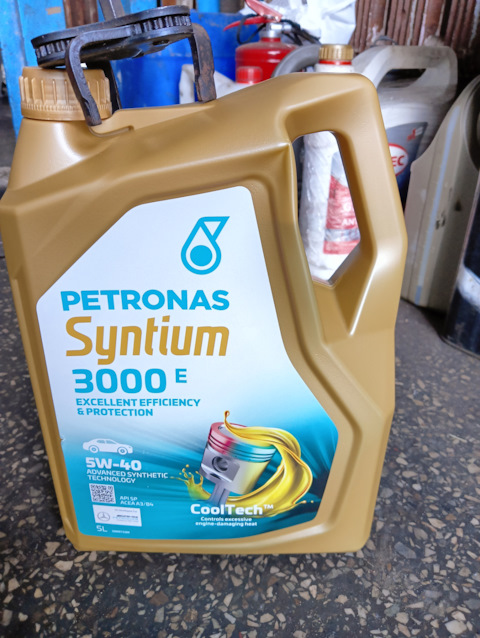 PETRONAS
Syntium
3000 E
EXCELLENT EFFICIENCY
& PROTECTION
5W-40
ADVANCED SYNTHETIC
TECHNOLOGY
API SP
ACEA A3/B4
5L
CoolTech™
Controls excessive
engine-damaging heat